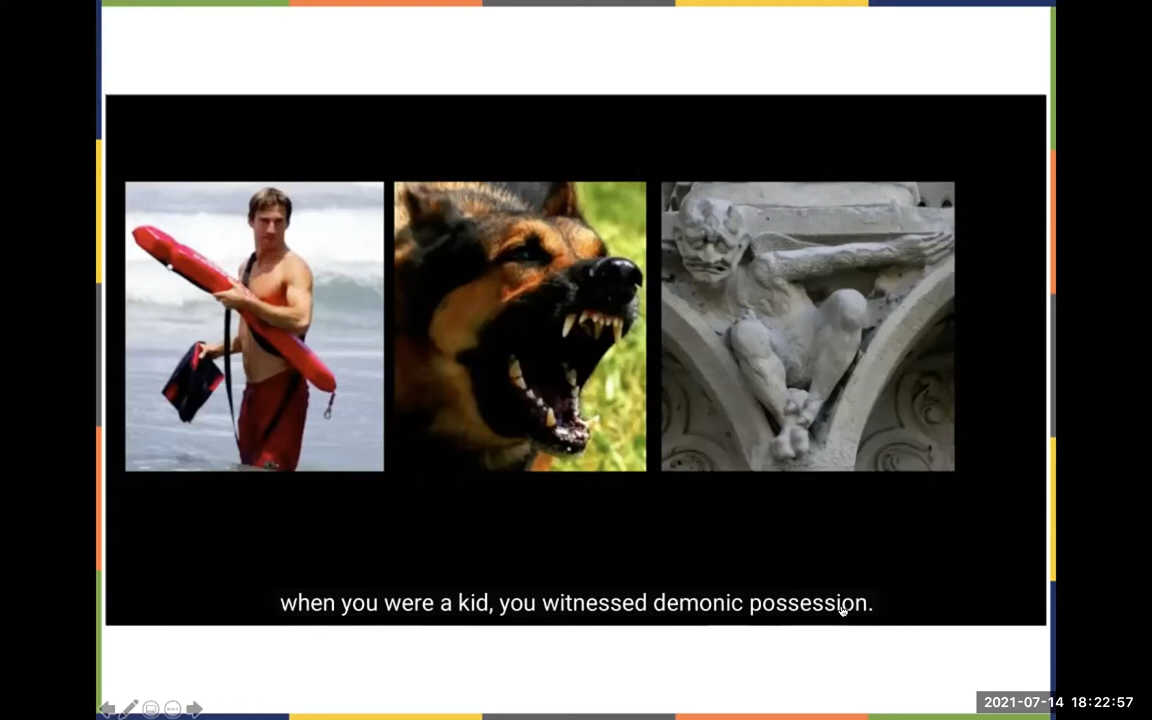 when you were a kid, you witnessed demonic possession.
2021-07-14 18:22:57